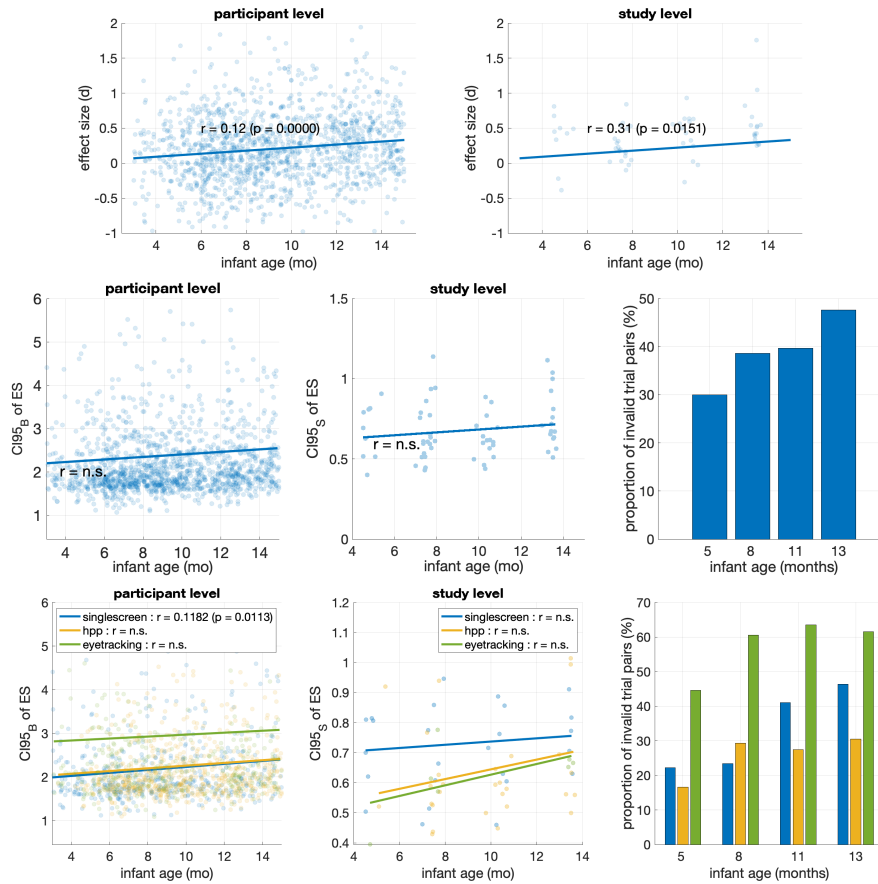 participant level
study level
2
1.5
1
0.5
0
-0.5
-1
effect size (d)
r = 0.12 (p = 0.0000)
4 6 8 10 12 14
infant age (mo)
2
1.5
1
0.5
0
-0.5
-1
effect size (d)
r = 0.31 (p = 0.0151)
4 6 8 10 12 14
infant age (mo)
participant level
6
5
4
3
2
1
CI95B of ES
r = n.s.
4 6 8 10 12 14
infant age (mo)
study level
1.5
1
0.5
0
CI95S of ES
r = n.s.
4 6 8 10 12 14
infant age (mo)
50
40
30
20
10
0
proportion of invalid trial pairs (%)
5 8 11 13
infant age (months)
participant level
6
5
4
3
2
1
CI95B of ES
singlescreen : r = 0.1182 (p = 0.0113)
hpp : r = n.s.
eyetracking : r = n.s.
4 6 8 10 12 14
infant age (mo)
study level
1.2
1.1
1
0.9
0.8
0.7
0.6
0.5
0.4
CI95S of ES
singlescreen : r = n.s.
hpp : r = n.s.
eyetracking : r = n.s.
4 6 8 10 12 14
infant age (mo)
70
60
50
40
30
20
10
0
proportion of invalid trial pairs (%)
5 8 11 13
infant age (months)